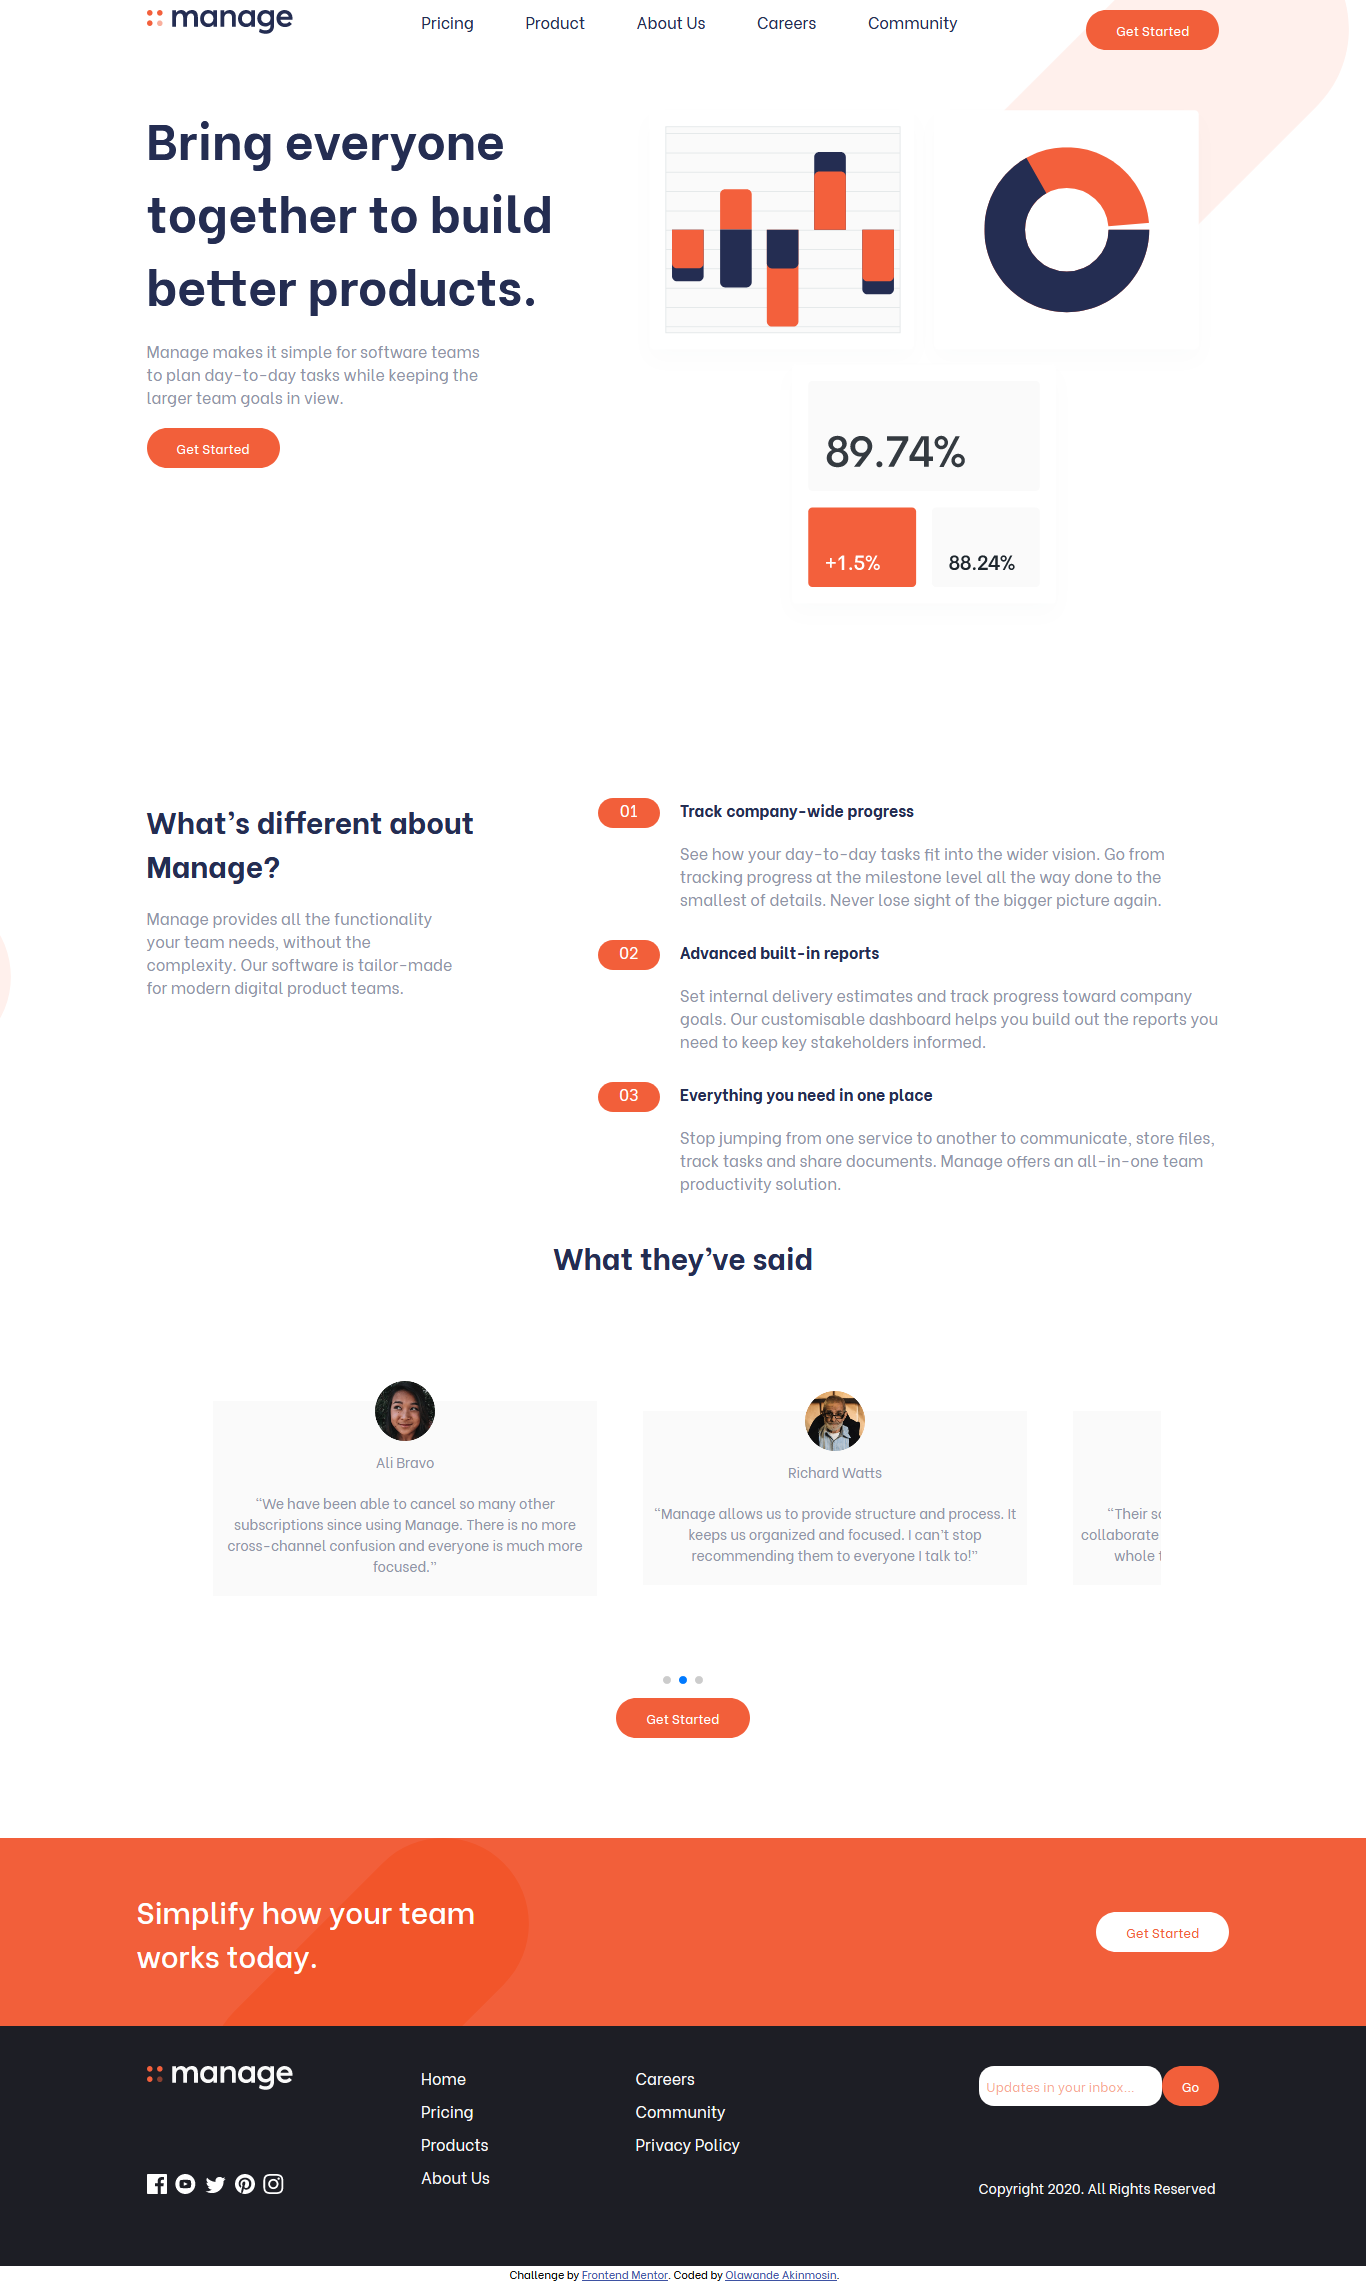 manage
Pricing Product About Us Careers Community
Get Started
Bring everyone
together to build
better products.
Manage makes it simple for software teams
to plan day-to-day tasks while keeping the
larger team goals in view.
Get Started
89.74%
+1.5%
88.24%
What's different about
Manage?
Manage provides all the functionality
your team needs, without the
complexity. Our software is tailor-made
for modern digital product teams.
01 Track company-wide progress
See how your day-to-day tasks fit into the wider vision. Go from
tracking progress at the milestone level all the way done to the
smallest of details. Never lose sight of the bigger picture again.
02 Advanced built-in reports
Set internal delivery estimates and track progress toward company
goals. Our customisable dashboard helps you build out the reports you
need to keep key stakeholders informed.
03 Everything you need in one place
Stop jumping from one service to another to communicate, store files,
track tasks and share documents. Manage offers an all-in-one team
productivity solution.
What they've said
Ali Bravo
“We have been able to cancel so many other
subscriptions since using Manage. There is no more
cross-channel confusion and everyone is much more
focused.”
Richard Watts
“Manage allows us to provide structure and process. It
keeps us organized and focused. I can't stop
recommending them to everyone I talk to!”
“Their
collaborate
whole
Get Started
Simplify how your team
works today.
Get Started
manage
Home
Pricing
Products
About Us
Careers
Community
Privacy Policy
Updates in your inbox...
Go
Copyright 2020. All Rights Reserved
Challenge by Frontend Mentor. Coded by Olawande Akinmosin.